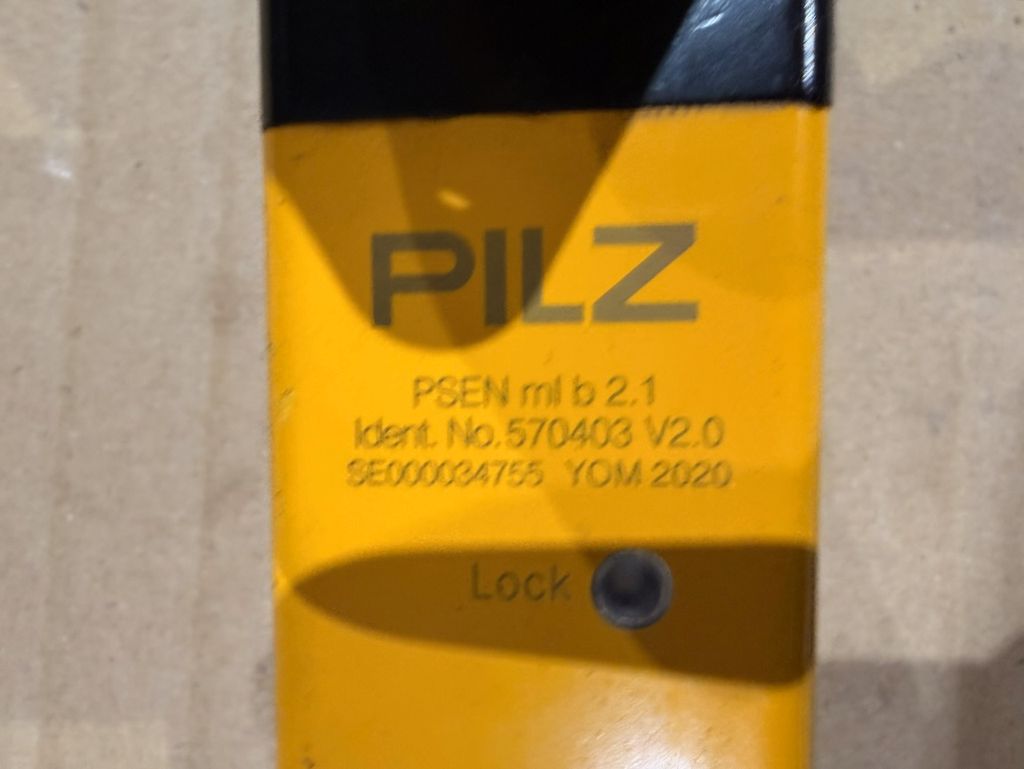 PILZ
PSEN ml b 2.1
Ident. No.570403 V2.0
SE000034755 YOM 2020
Lock